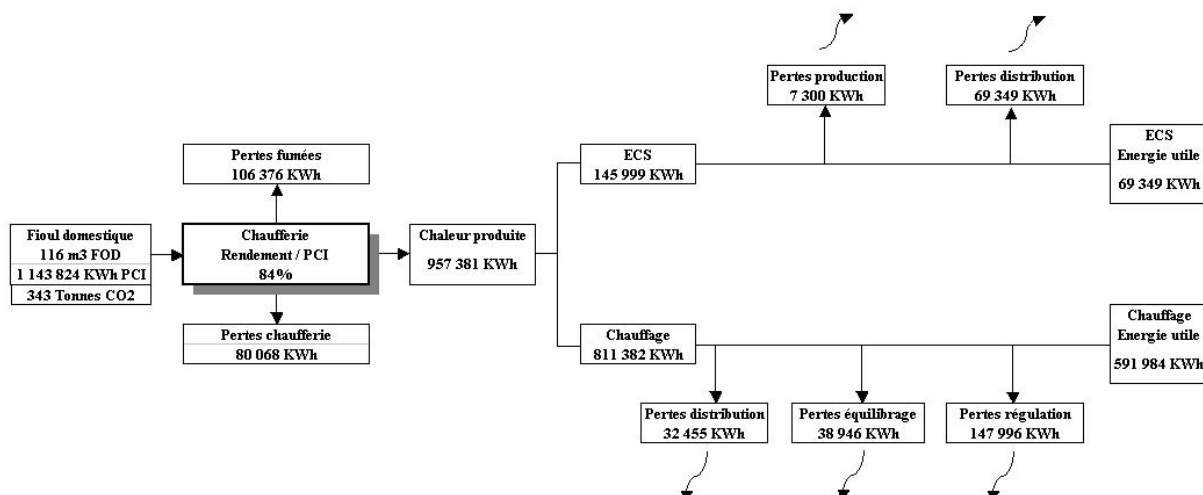 Pertes production
7 300 KWh
Pertes distribution
69 349 KWh
ECS
Energie utile
69 349 KWh
Pertes fumées
106 376 KWh
ECS
145 999 KWh
Fioul domestique
116 m3 FOD
1 143 824 KWh PCI
343 Tonnes CO2
Chaufferie
Rendement / PCI
84%
Chaleur produite
957 381 KWh
Pertes chaufferie
80 068 KWh
Chauffage
811 382 KWh
Chauffage
Energie utile
591 984 KWh
Pertes distribution
32 455 KWh
Pertes équilibrage
38 946 KWh
Pertes régulation
147 996 KWh